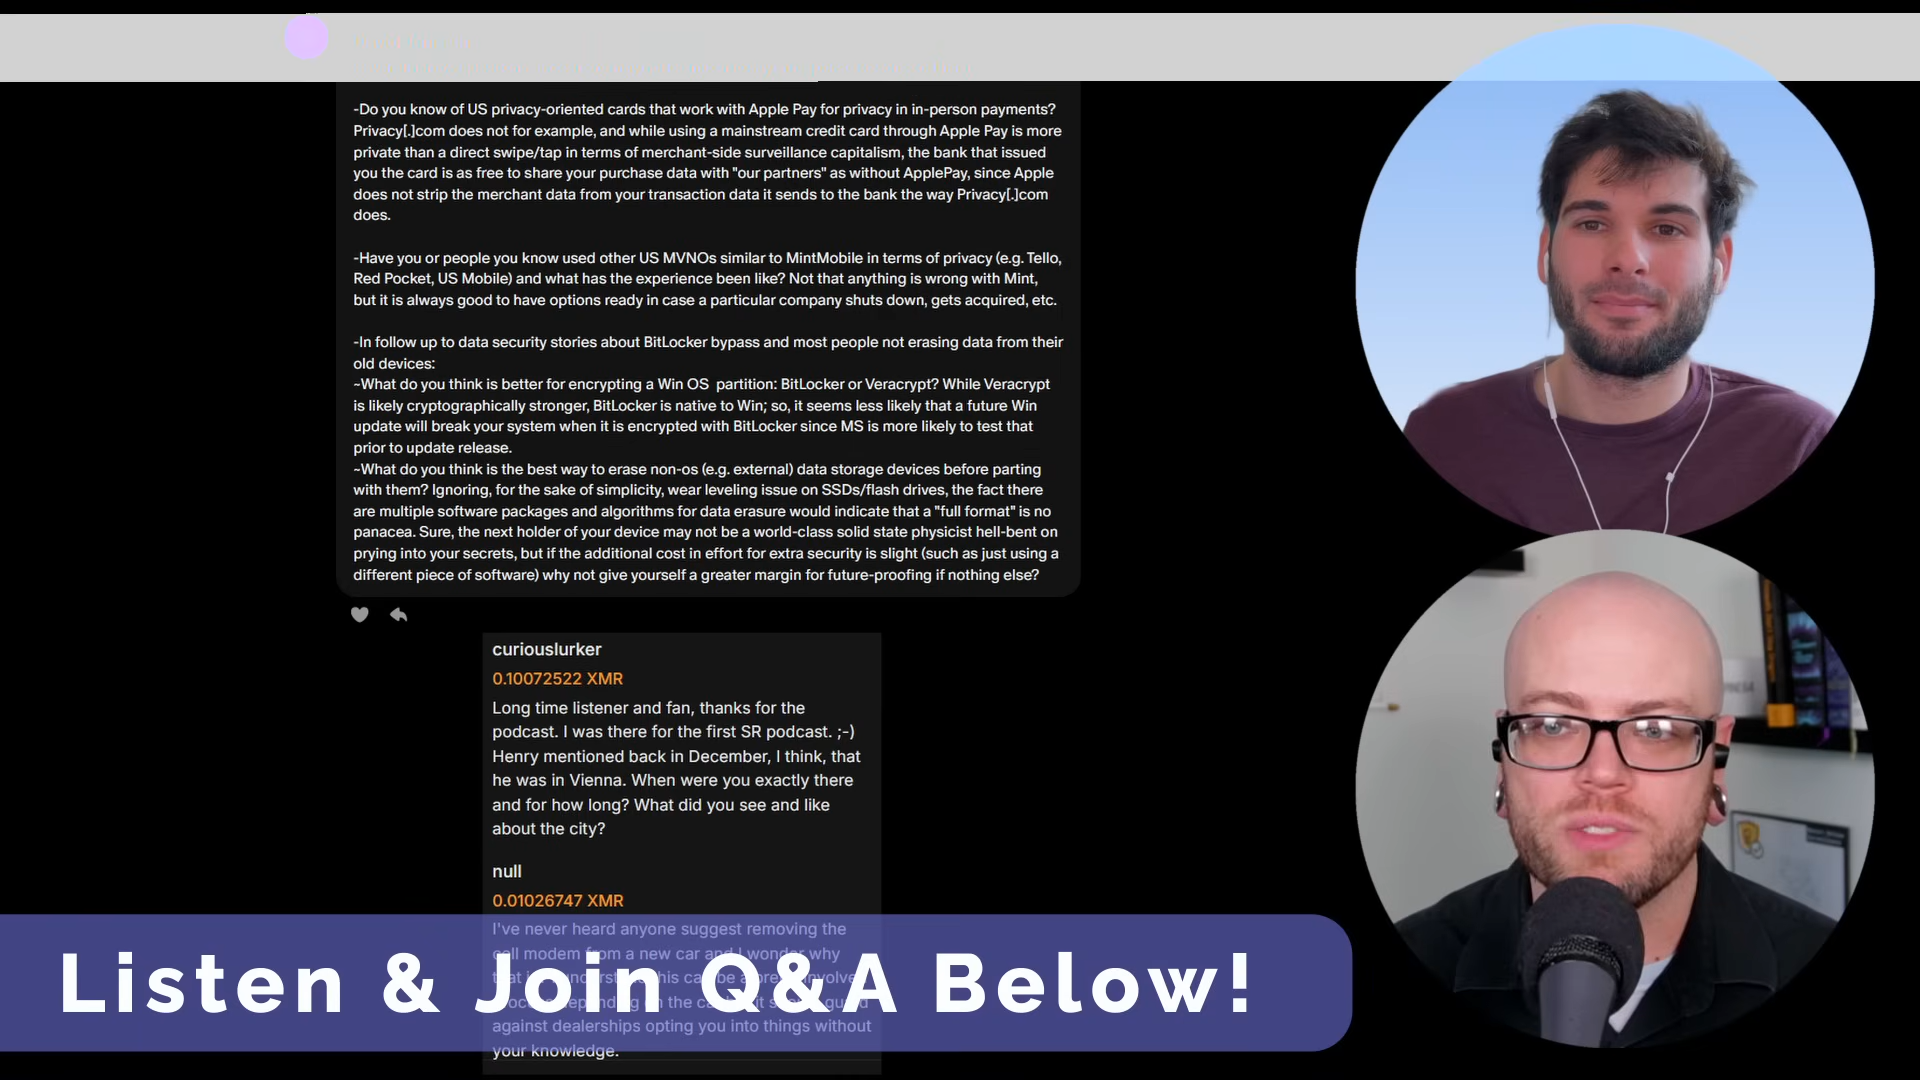 -Do you know of US privacy-oriented cards that work with Apple Pay for privacy in in-person payments?
Privacy[.]com does not for example, and while using a mainstream credit card through Apple Pay is more
private than a direct swipe/tap in terms of merchant-side surveillance capitalism, the bank that issued
you the card is as free to share your purchase data with "our partners" as without ApplePay, since Apple
does not strip the merchant data from your transaction data it sends to the bank the way Privacy[.]com
does.
-Have you or people you know used other US MVNOs similar to MintMobile in terms of privacy (e.g. Tello,
Red Pocket, US Mobile) and what has the experience been like? Not that anything is wrong with Mint,
but it is always good to have options ready in case a particular company shuts down, gets acquired, etc.
-In follow up to data security stories about BitLocker bypass and most people not erasing data from their
old devices:
~What do you think is better for encrypting a Win OS  partition: BitLocker or Veracrypt? While Veracrypt
is likely cryptographically stronger, BitLocker is native to Win; so, it seems less likely that a future Win
update will break your system when it is encrypted with BitLocker since MS is more likely to test that
prior to update release.
~What do you think is the best way to erase non-os (e.g. external) data storage devices before parting
with them? Ignoring, for the sake of simplicity, wear leveling issue on SSDs/flash drives, the fact there
are multiple software packages and algorithms for data erasure would indicate that a "full format" is no
panacea. Sure, the next holder of your device may not be a world-class solid state physicist hell-bent on
prying into your secrets, but if the additional cost in effort for extra security is slight (such as just using a
different piece of software) why not give yourself a greater margin for future-proofing if nothing else?
curiouslurker
0.10072522 XMR
Long time listener and fan, thanks for the
podcast. I was there for the first SR podcast. ;-)
Henry mentioned back in December, I think, that
he was in Vienna. When were you exactly there
and for how long? What did you see and like
about the city?
null
0.01026747 XMR
I've never heard anyone suggest removing the
cell modem from a new car and I wonder why
against dealerships opting you into things without
your knowledge.
Listen & Join Q&A Below!